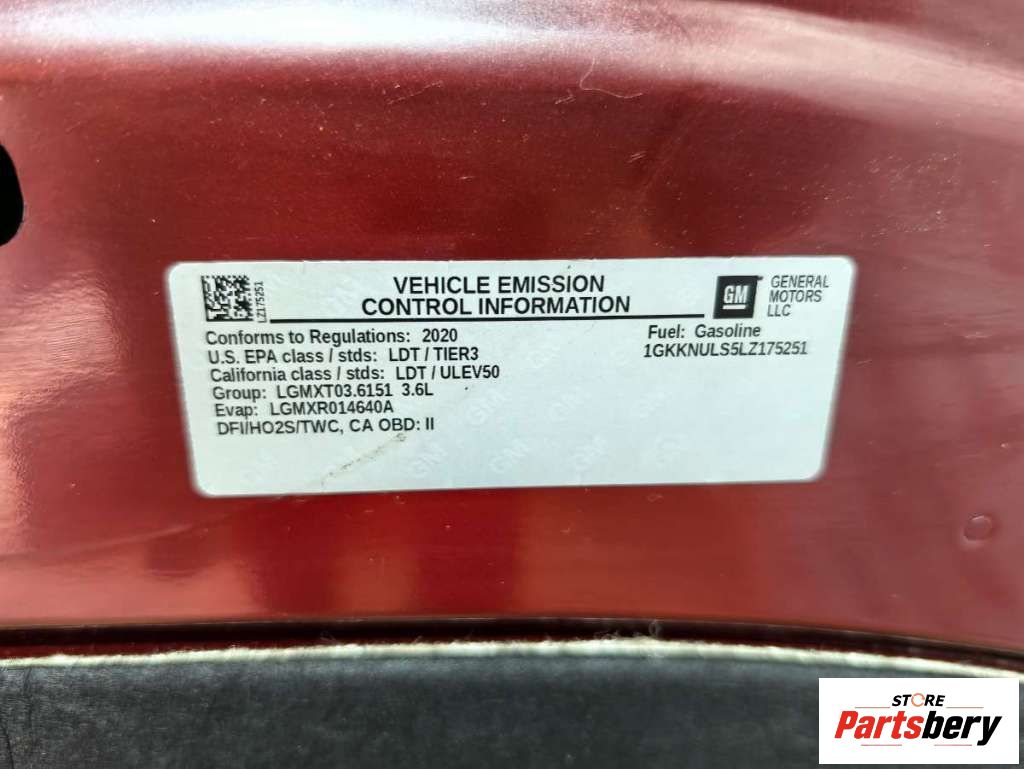 LZ175251
VEHICLE EMISSION
CONTROL INFORMATION
GM
GENERAL
MOTORS
LLC
Conforms to Regulations: 2020
U.S. EPA class / stds: LDT / TIER3
California class / stds: LDT / ULEV50
Group: LGMXT03.6151 3.6L
Evap: LGMXR014640A
DFI/HO2S/TWC, CA OBD: II
Fuel: Gasoline
1GKKNULS5LZ175251
STORE
Partsbery